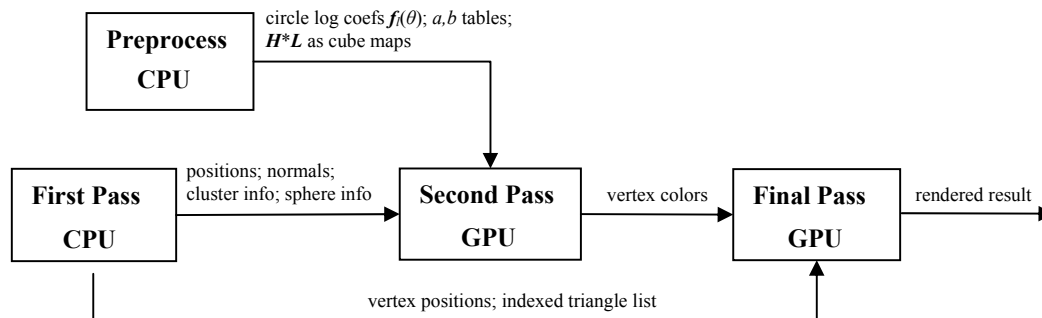 circle log coefs fₗ(θ); a,b tables;
H*L as cube maps
Preprocess
CPU
positions; normals;
cluster info; sphere info
First Pass
CPU
Second Pass
GPU
vertex colors
Final Pass
GPU
rendered result
vertex positions; indexed triangle list